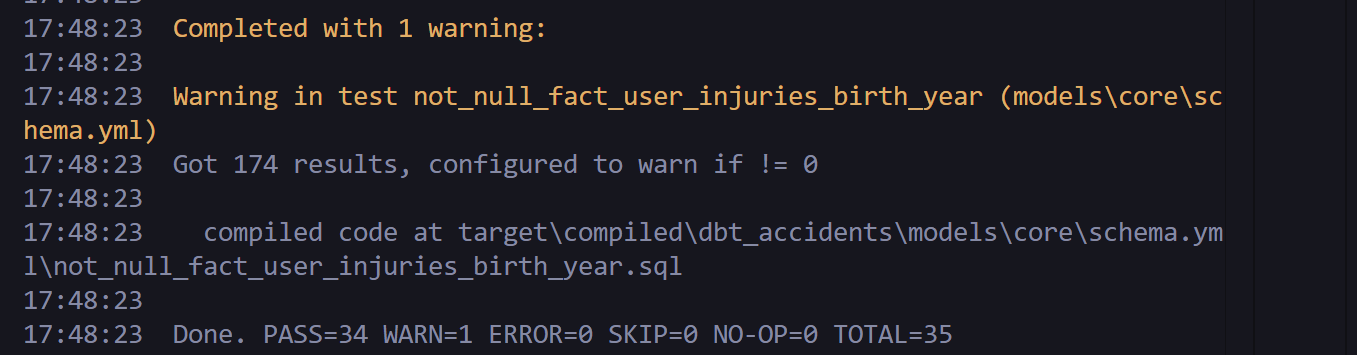 17:48:23  Completed with 1 warning:
17:48:23
17:48:23  Warning in test not_null_fact_user_injuries_birth_year (models\core\sc
hema.yml)
17:48:23  Got 174 results, configured to warn if != 0
17:48:23
17:48:23    compiled code at target\compiled\dbt_accidents\models\core\schema.ym
l\not_null_fact_user_injuries_birth_year.sql
17:48:23
17:48:23  Done. PASS=34 WARN=1 ERROR=0 SKIP=0 NO-OP=0 TOTAL=35